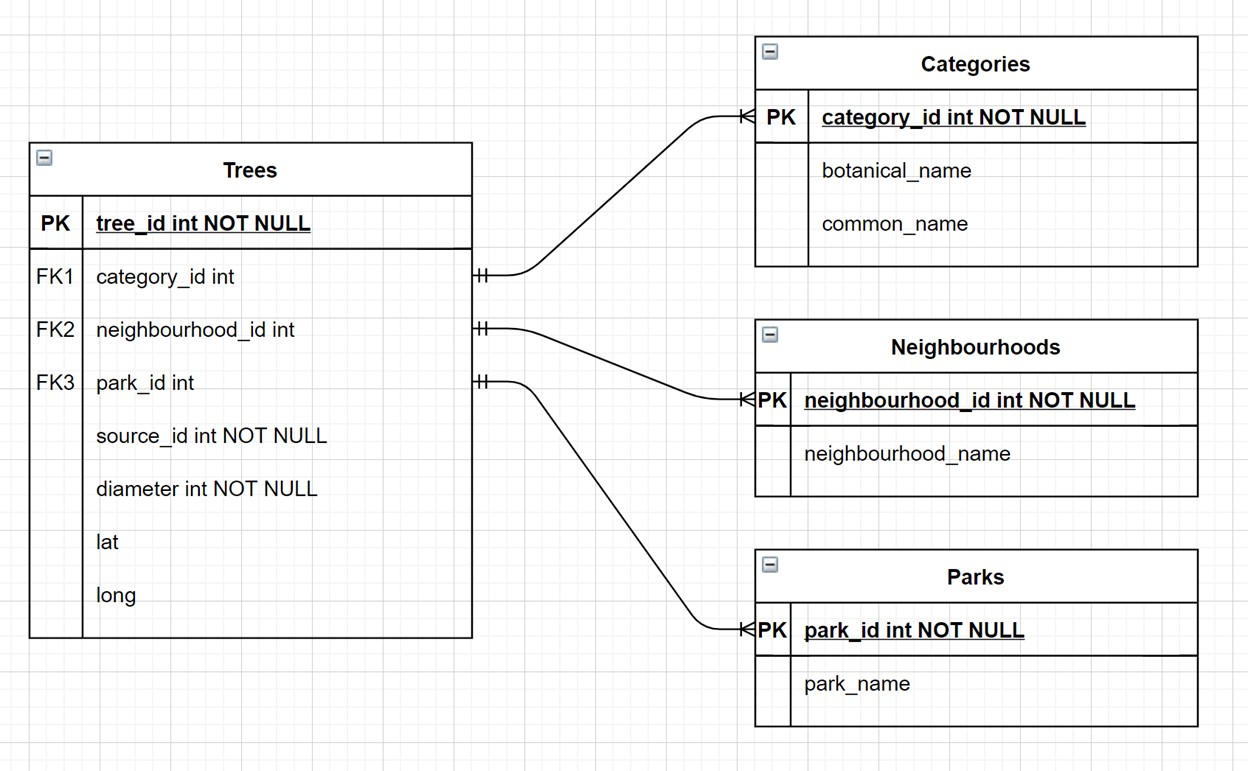 Trees
PK tree_id int NOT NULL
FK1 category_id int
FK2 neighbourhood_id int
FK3 park_id int
source_id int NOT NULL
diameter int NOT NULL
lat
long
Categories
PK category_id int NOT NULL
botanical_name
common_name
Neighbourhoods
PK neighbourhood_id int NOT NULL
neighbourhood_name
Parks
PK park_id int NOT NULL
park_name